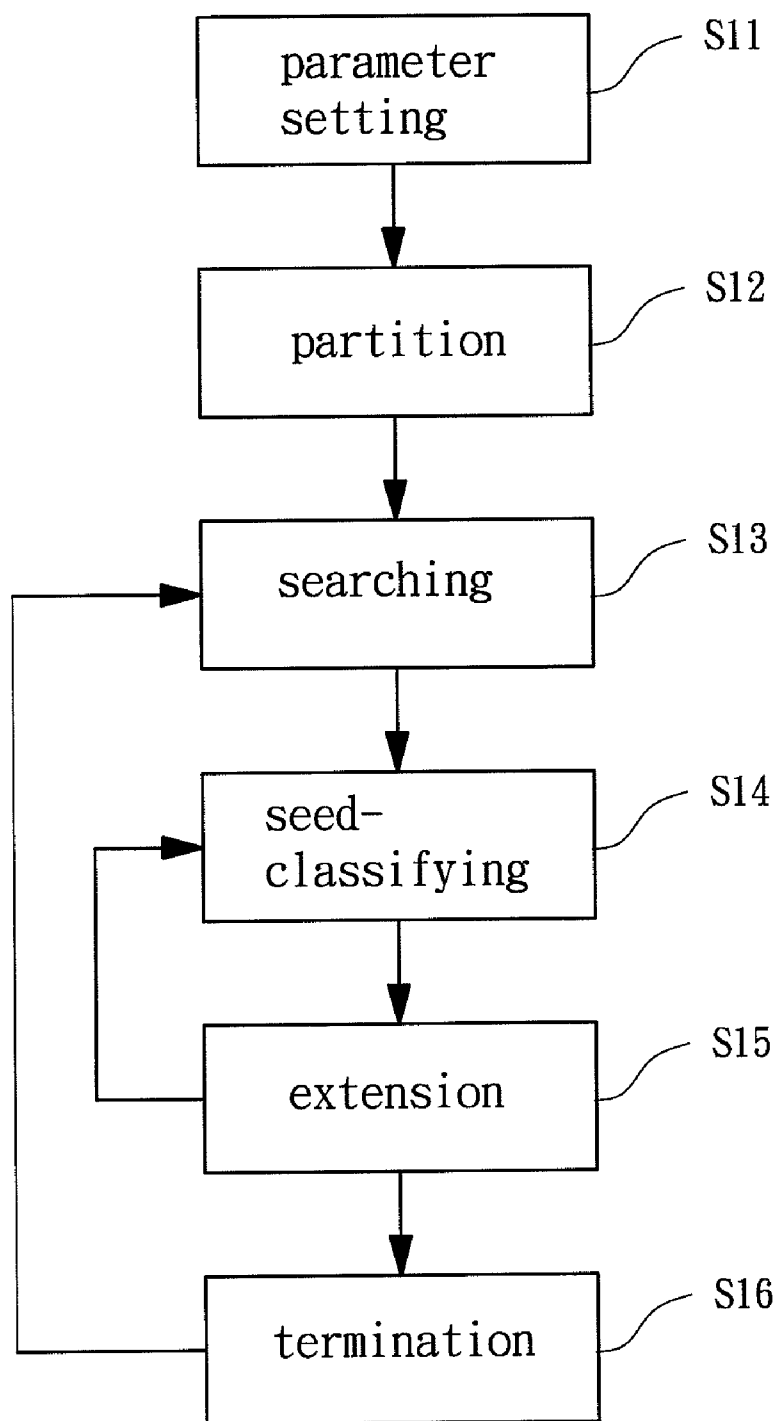 parameter
setting
S11
partition
S12
searching
S13
seed-
classifying
S14
extension
S15
termination
S16